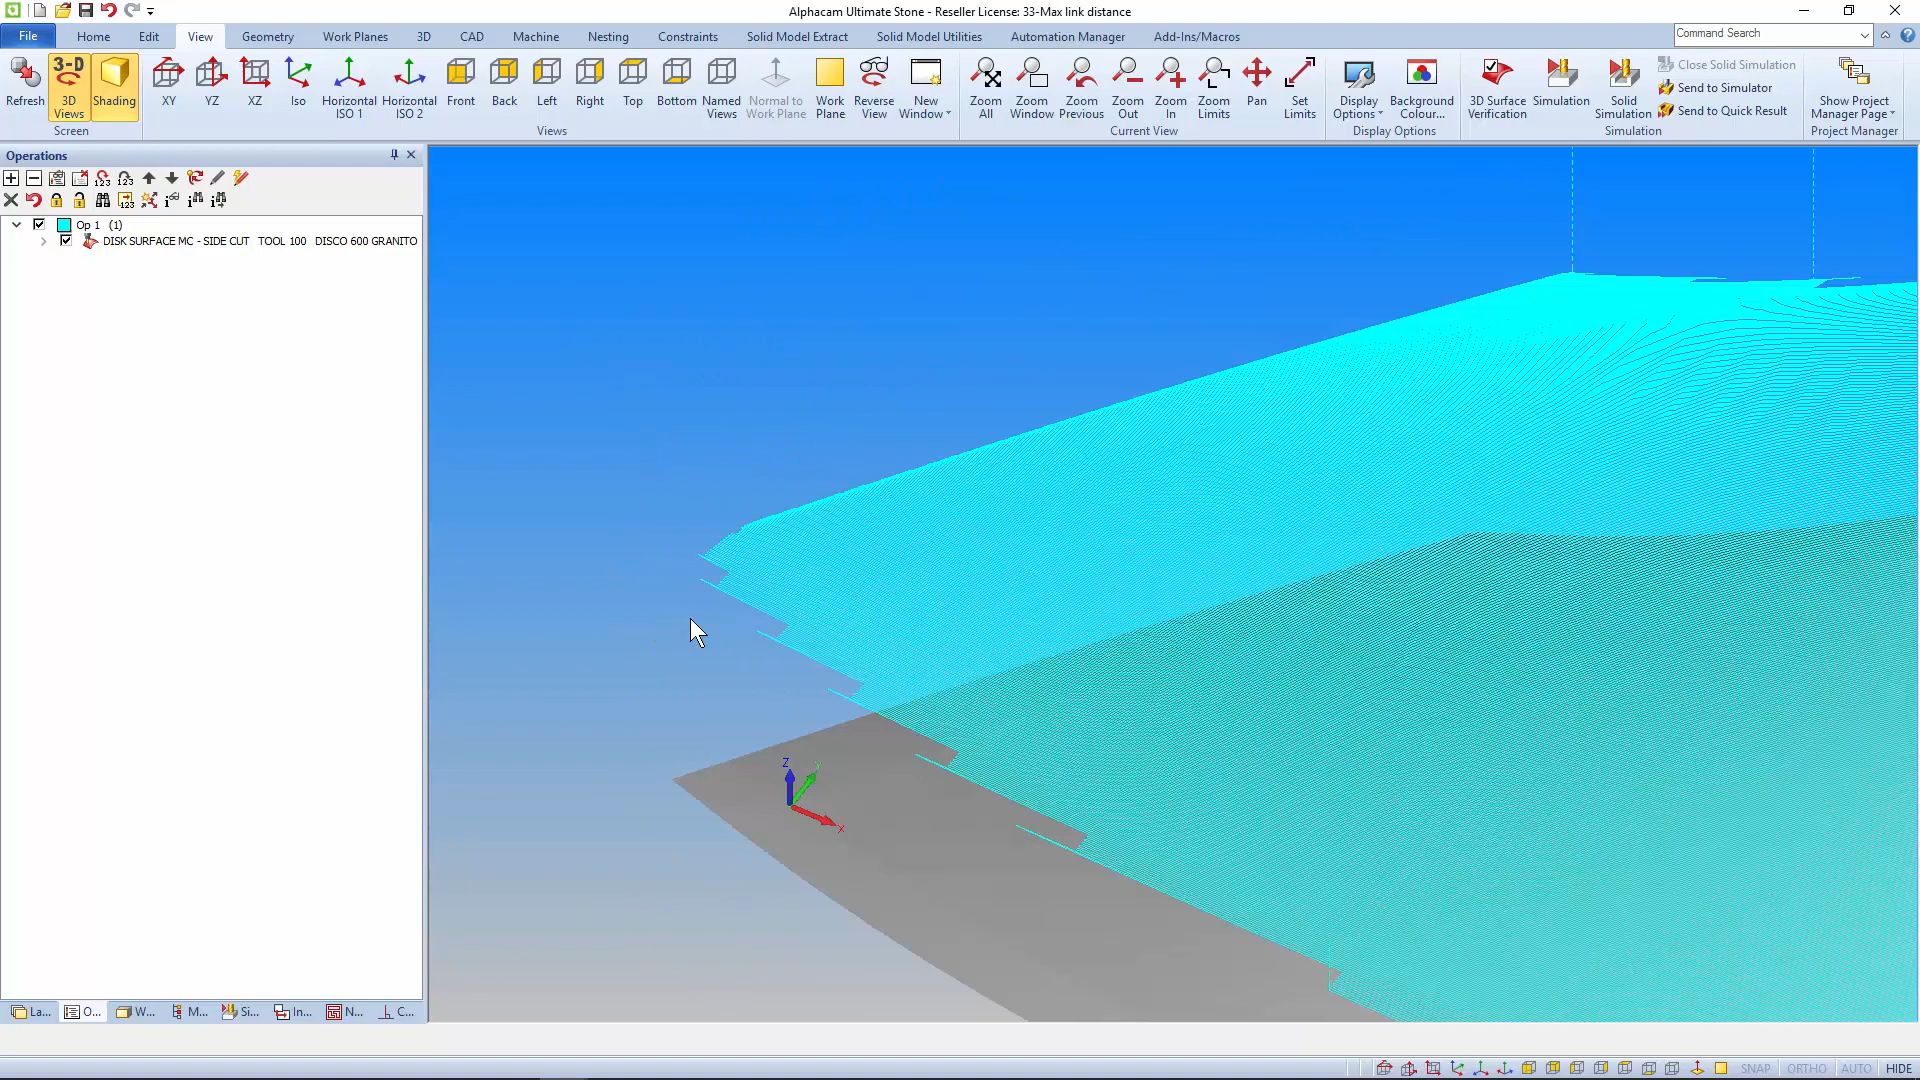 Alphacam Ultimate Stone - Reseller License: 33-Max link distance
File Home Edit View Geometry Work Planes 3D CAD Machine Nesting Constraints Solid Model Extract Solid Model Utilities Automation Manager Add-Ins/Macros
Command Search
Refresh
3-D
3D Views
Shading
Screen
XY
YZ
XZ
Iso
Horizontal ISO 1
Horizontal ISO 2
Front
Back
Left
Right
Top
Bottom
Named Views
Normal to Work Plane
Work Plane
Reverse View
New Window
Views
Zoom All
Zoom Window
Zoom Previous
Zoom Out
Zoom In
Zoom Limits
Pan
Set Limits
Current View
Display Options
Background Colour...
Display Options
3D Surface Verification
Simulation
Solid Simulation
Close Solid Simulation
Send to Simulator
Send to Quick Result
Simulation
Show Project Manager Page
Project Manager
Operations
Op 1 (1)
DISK SURFACE MC - SIDE CUT TOOL 100 DISCO 600 GRANITO
Z
Y
X
La... O... W... M... Si... In... N... C...
SNAP ORTHO AUTO HIDE